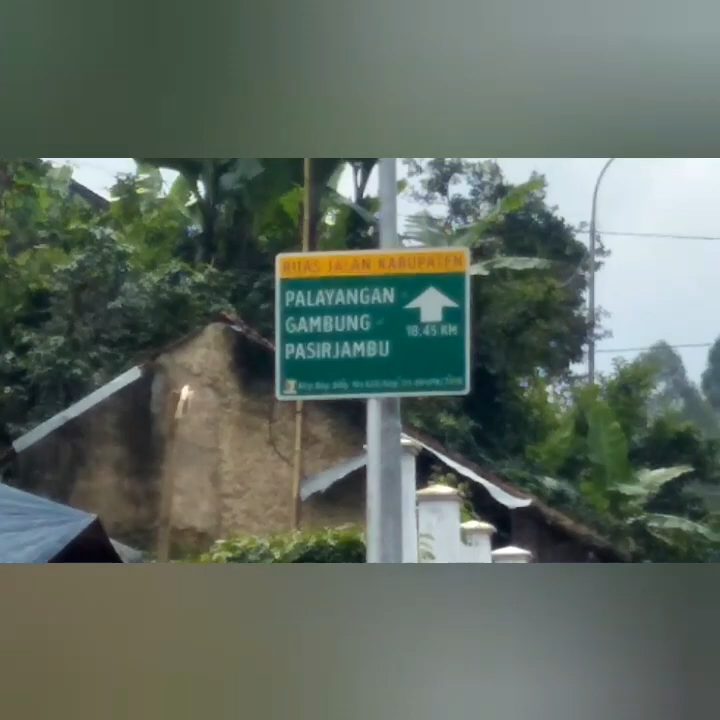 RUAS JALAN KABUPATEN
PALAYANGAN
GAMBUNG
PASIRJAMBU
18.45 KM